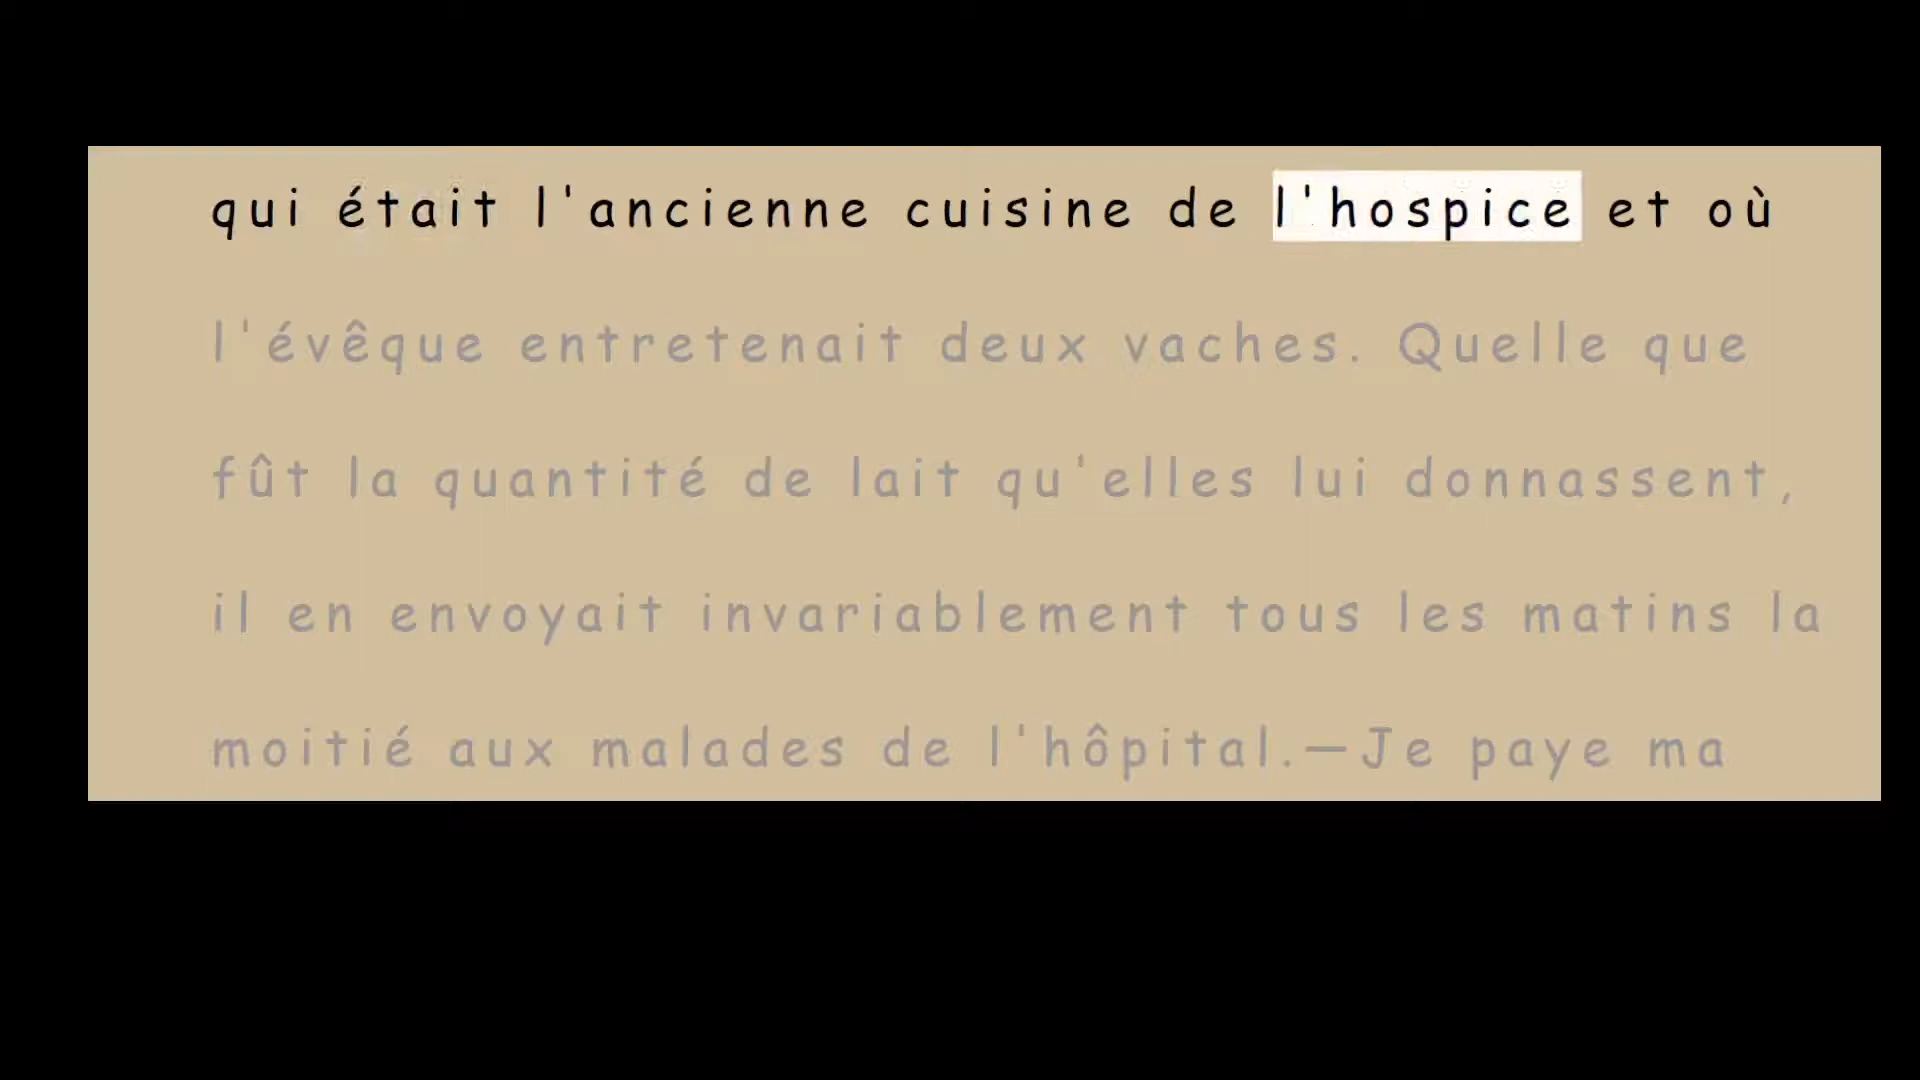 qui était l'ancienne cuisine de l'hospice et où
l'évêque entretenait deux vaches. Quelle que
fût la quantité de lait qu'elles lui donnassent,
il en envoyait invariablement tous les matins la
moitié aux malades de l'hôpital.—Je paye ma